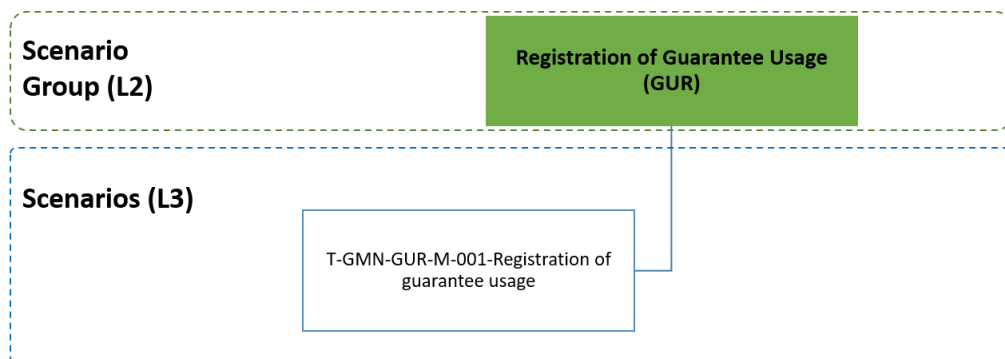 Scenario
Group (L2)
Registration of Guarantee Usage
(GUR)
Scenarios (L3)
T-GMN-GUR-M-001-Registration of
guarantee usage